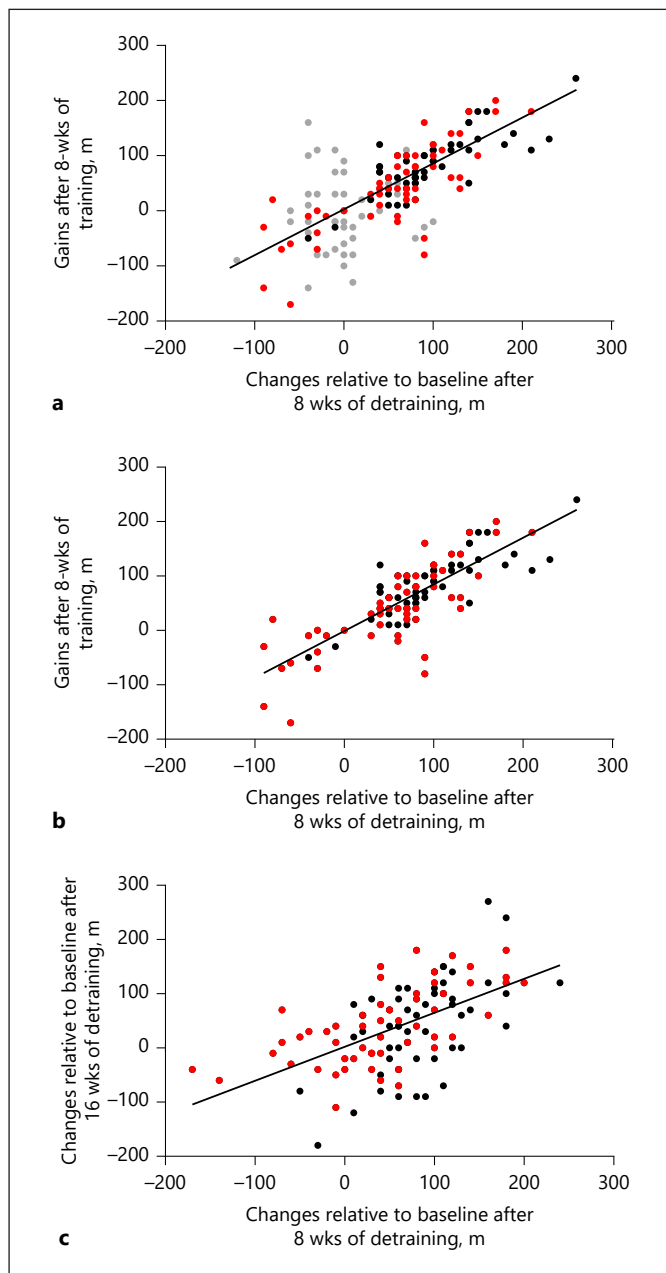 300
200
100
0
−100
−200
Gains after 8-wks of
training, m
−200 −100 0 100 200 300
Changes relative to baseline after
8 wks of detraining, m
a
300
200
100
0
−100
−200
Gains after 8-wks of
training, m
−200 −100 0 100 200 300
Changes relative to baseline after
8 wks of detraining, m
b
300
200
100
0
−100
−200
Changes relative to baseline after
16 wks of detraining, m
−200 −100 0 100 200 300
Changes relative to baseline after
8 wks of detraining, m
c